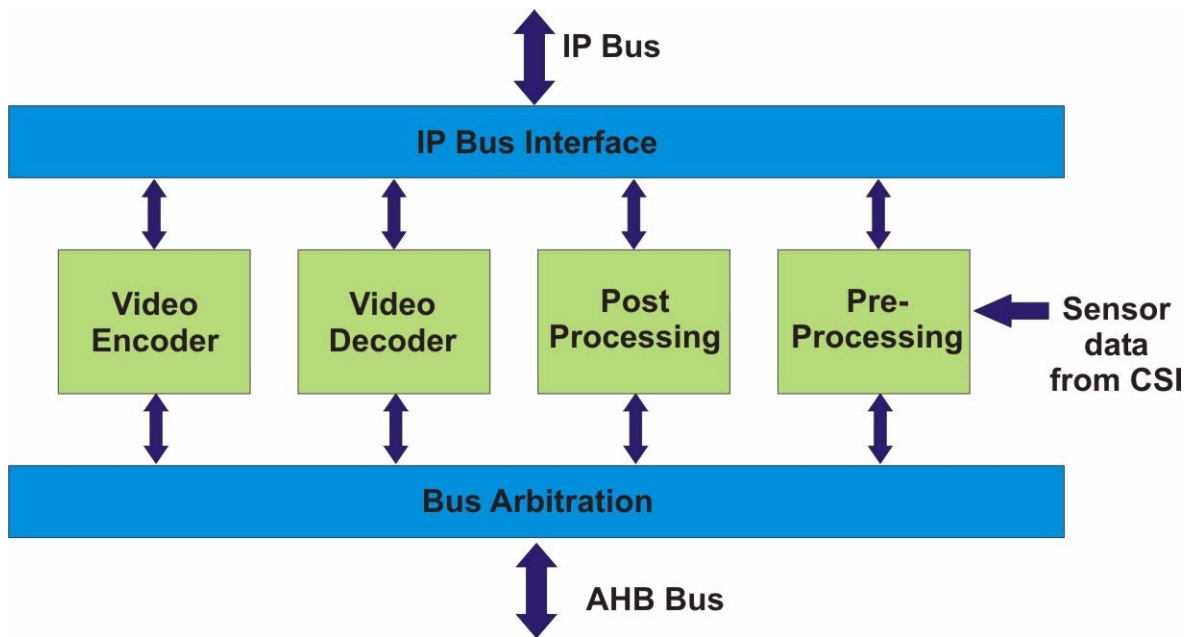 IP Bus
IP Bus Interface
Video
Encoder
Video
Decoder
Post
Processing
Pre-
Processing
Sensor
data
from CSI
Bus Arbitration
AHB Bus